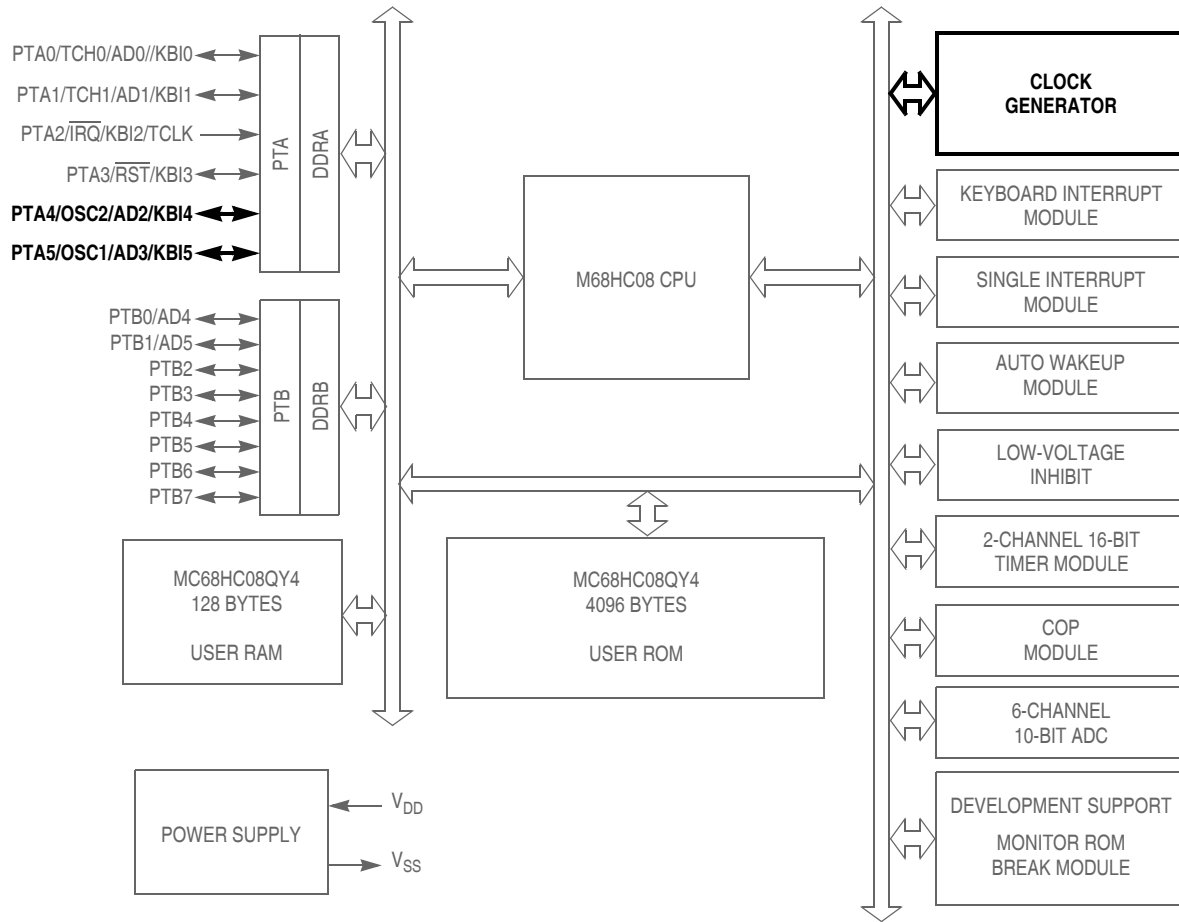 PTA0/TCH0/AD0//KBI0
PTA1/TCH1/AD1/KBI1
PTA2/IRQ/KBI2/TCLK
PTA3/RST/KBI3
PTA4/OSC2/AD2/KBI4
PTA5/OSC1/AD3/KBI5
PTA
DDRA
PTB0/AD4
PTB1/AD5
PTB2
PTB3
PTB4
PTB5
PTB6
PTB7
PTB
DDRB
MC68HC08QY4
128 BYTES
USER RAM
POWER SUPPLY
VDD
VSS
M68HC08 CPU
MC68HC08QY4
4096 BYTES
USER ROM
CLOCK
GENERATOR
KEYBOARD INTERRUPT
MODULE
SINGLE INTERRUPT
MODULE
AUTO WAKEUP
MODULE
LOW-VOLTAGE
INHIBIT
2-CHANNEL 16-BIT
TIMER MODULE
COP
MODULE
6-CHANNEL
10-BIT ADC
DEVELOPMENT SUPPORT
MONITOR ROM
BREAK MODULE